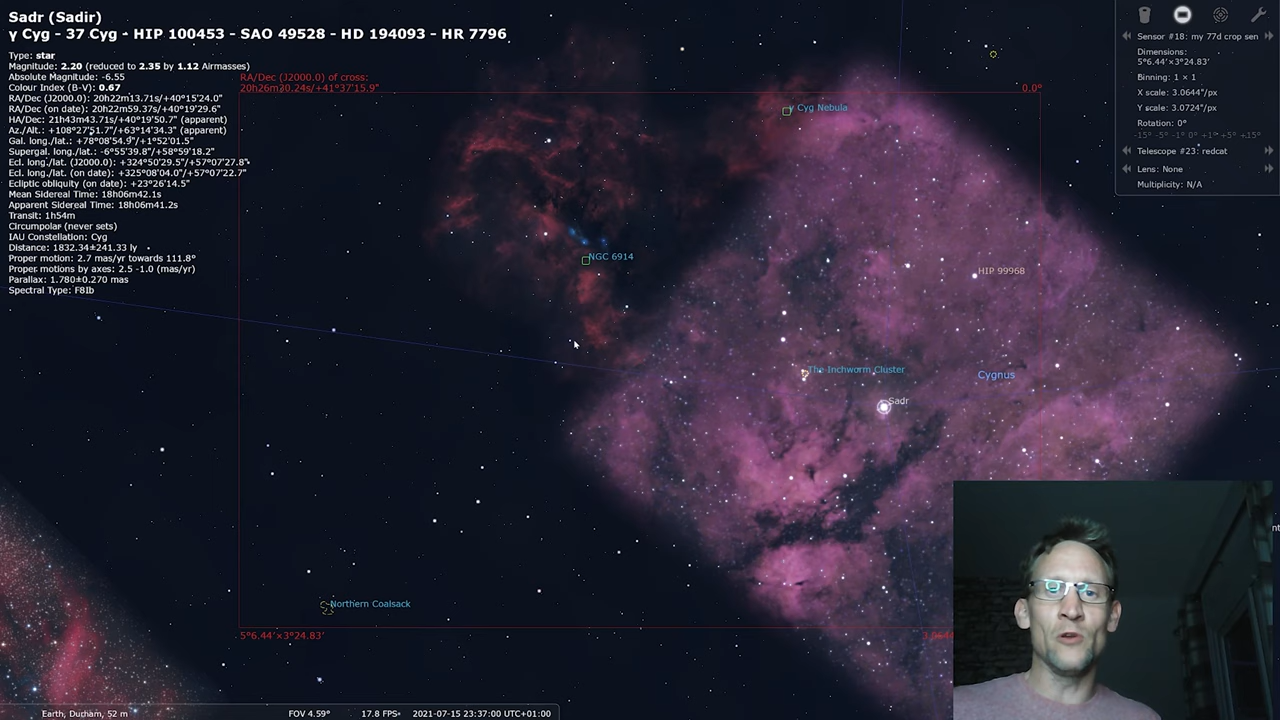 Sadr (Sadir)
γ Cyg - 37 Cyg - HIP 100453 - SAO 49528 - HD 194093 - HR 7796
Type: star
Magnitude: 2.20 (reduced to 2.35 by 1.12 Airmasses)
Absolute Magnitude: -6.55
Colour Index (B-V): 0.67
RA/Dec (J2000.0): 20h22m13.71s/+40°15'24.0"
RA/Dec (on date): 20h22m59.37s/+40°19'29.6"
HA/Dec: 21h43m43.71s/+40°19'50.7" (apparent)
Az./Alt.: +108°27'51.7"/+63°14'34.3" (apparent)
Gal. long./lat.: +78°08'54.9"/+1°52'01.5"
Supergal. long./lat.: -6°55'39.8"/+58°59'18.2"
Ecl. long./lat. (J2000.0): +324°50'29.5"/+57°07'27.8"
Ecl. long./lat. (on date): +325°08'04.0"/+57°07'22.7"
Ecliptic obliquity (on date): +23°26'14.5"
Mean Sidereal Time: 18h06m42.1s
Apparent Sidereal Time: 18h06m41.2s
Transit: 1h54m
Circumpolar (never sets)
IAU Constellation: Cyg
Distance: 1832.34±241.33 ly
Proper motion: 2.7 mas/yr towards 111.8°
Proper motions by axes: 2.5 -1.0 (mas/yr)
Parallax: 1.780±0.270 mas
Spectral Type: F8Ib
RA/Dec (J2000.0) of cross:
20h26m30.24s/+41°37'15.9"
0.0°
γ Cyg Nebula
NGC 6914
HIP 99968
The Inchworm Cluster
Cygnus
Sadr
Northern Coalsack
5°6.44'×3°24.83'
Sensor #18: my 77d crop sen
Dimensions:
5°6.44'×3°24.83'
Binning: 1 × 1
X scale: 3.0644"/px
Y scale: 3.0724"/px
Rotation: 0°
-15° -5° -1° 0° +1° +5° +15°
Telescope #23: redcat
Lens: None
Multiplicity: N/A
Earth, Durham, 52 m
FOV 4.59°
17.8 FPS
2021-07-15 23:37:00 UTC+01:00